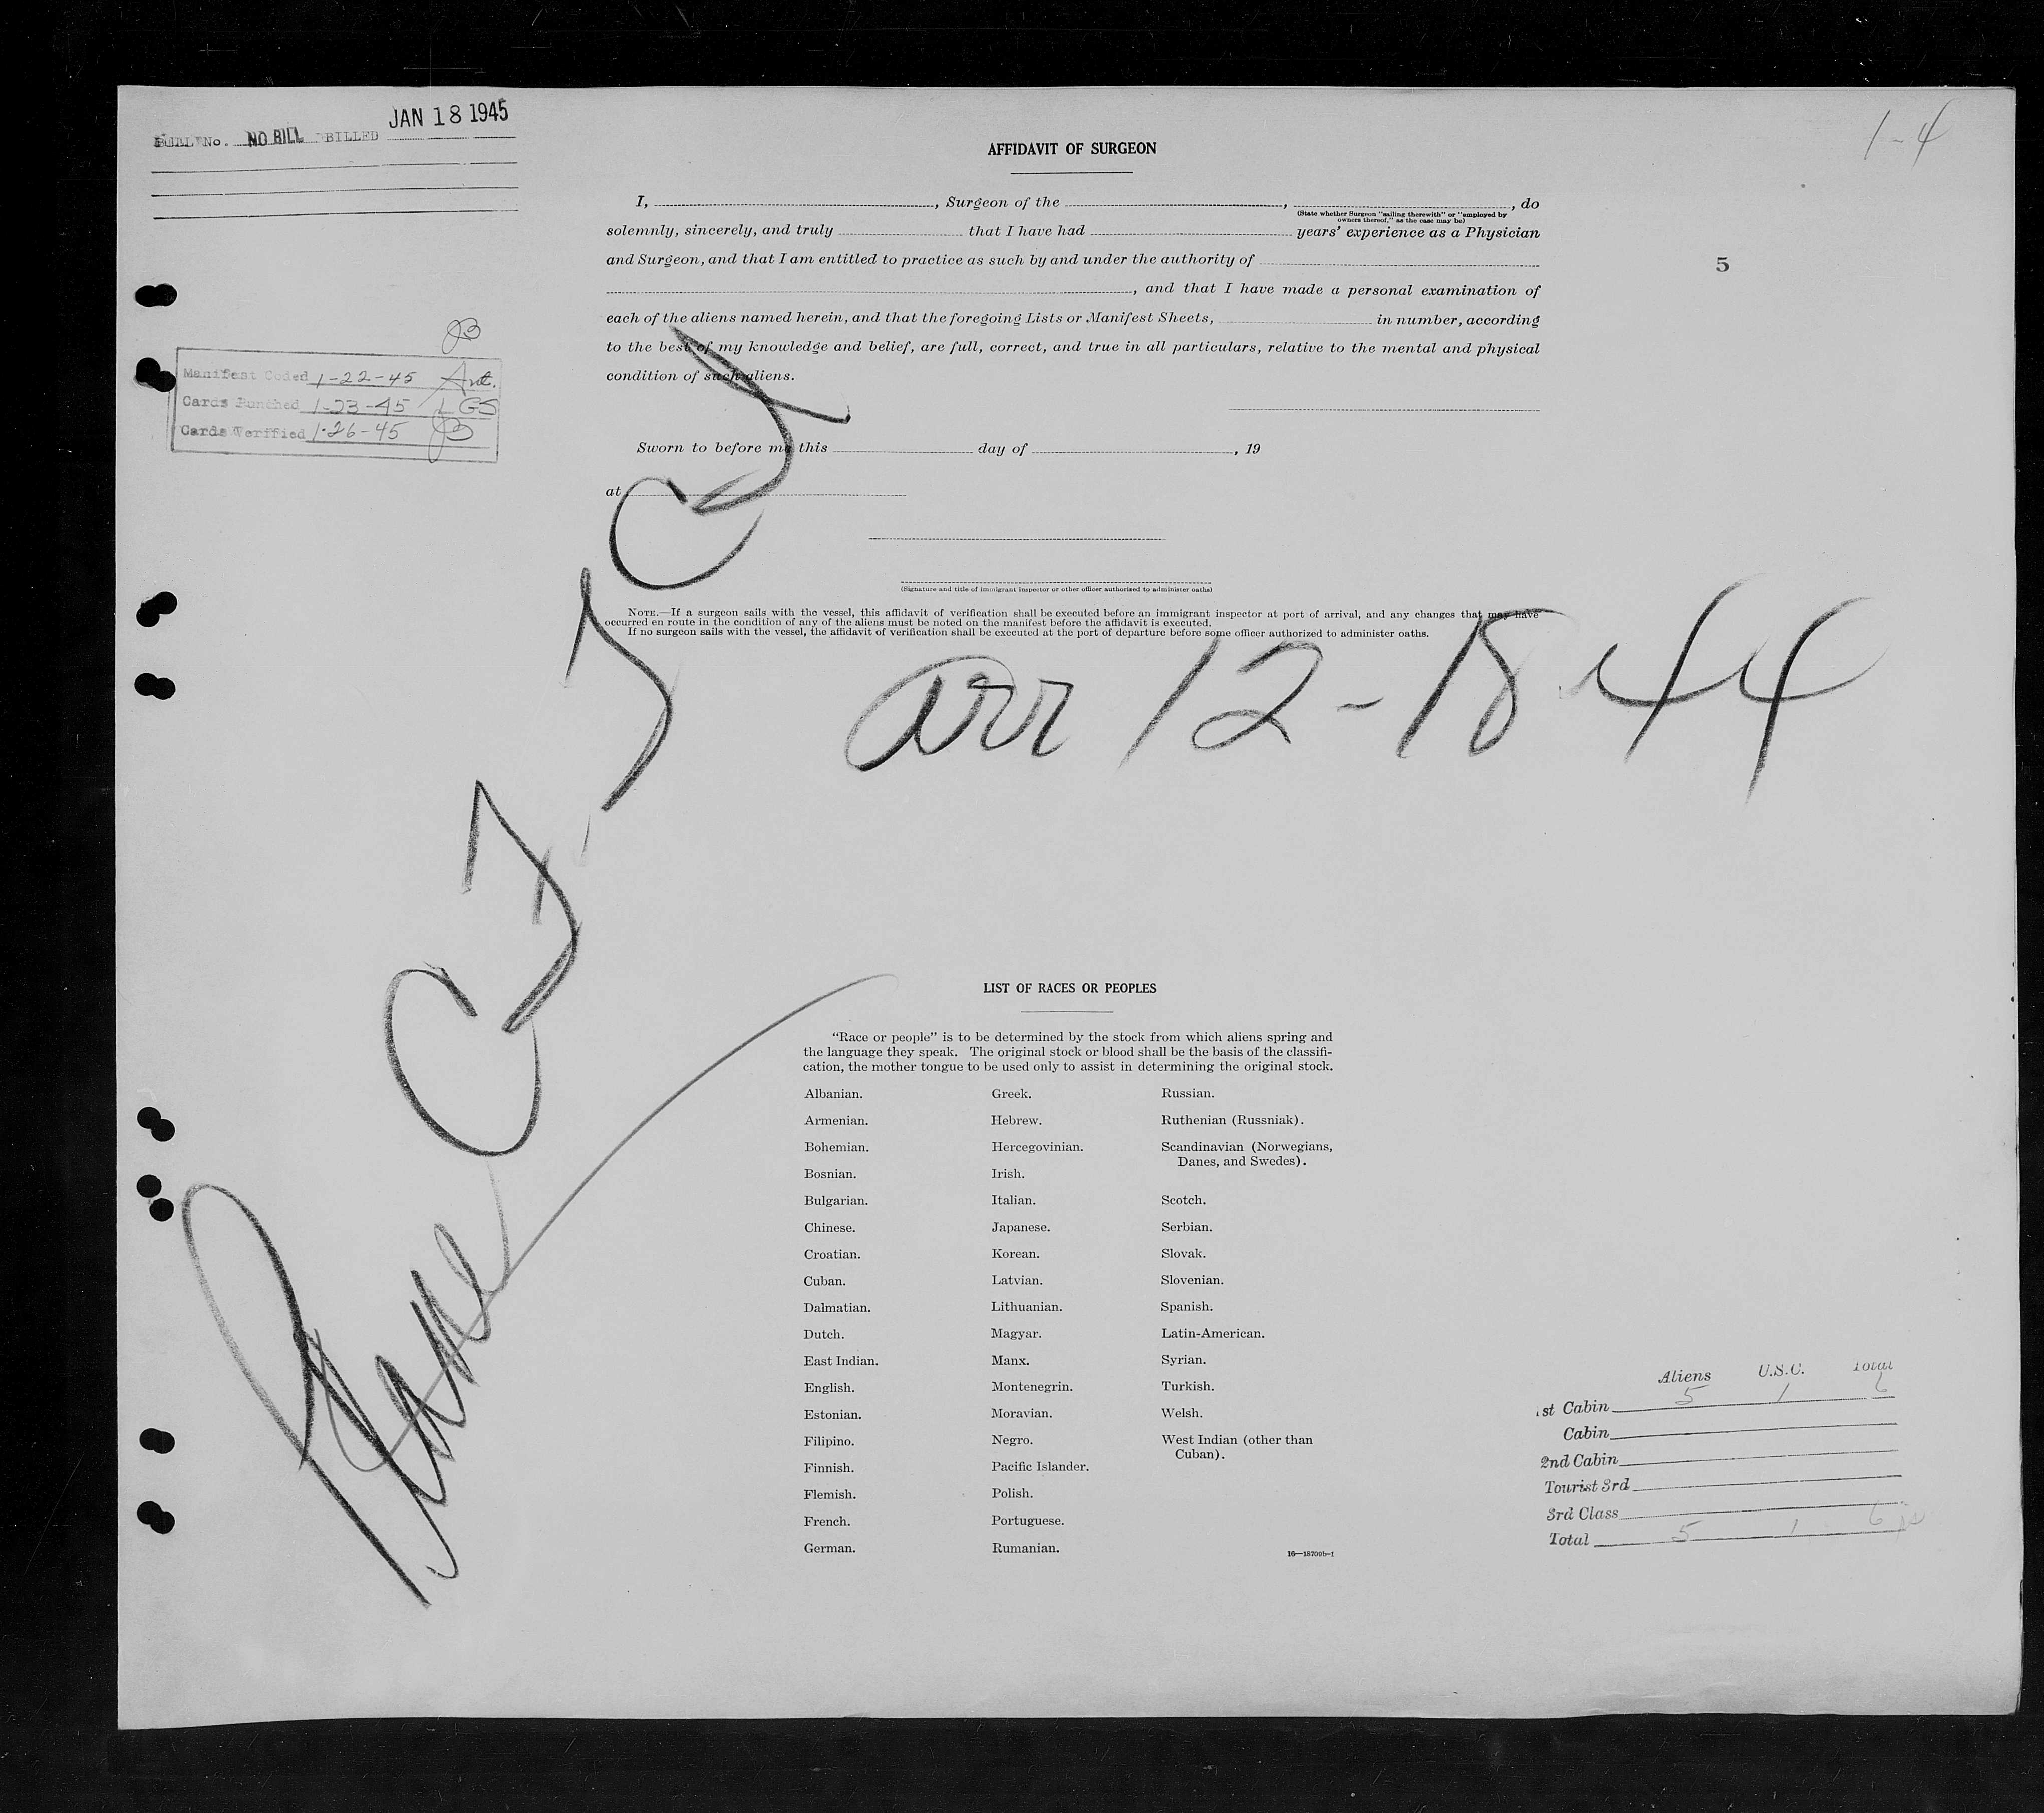 JAN 18 1945
No. NO BILL BILLED
1-4
AFFIDAVIT OF SURGEON
I, , Surgeon of the , , do
(State whether Surgeon "sailing therewith" or "employed by
owners thereof," as the case may be)
solemnly, sincerely, and truly that I have had years' experience as a Physician
and Surgeon, and that I am entitled to practice as such by and under the authority of
5
, and that I have made a personal examination of
each of the aliens named herein, and that the foregoing Lists or Manifest Sheets, in number, according
to the best of my knowledge and belief, are full, correct, and true in all particulars, relative to the mental and physical
condition of such aliens.
Manifest Coded 1-22-45
Cards Punched 1-23-45 LGS
Cards Verified 1-26-45
Sworn to before me this day of , 19
at
(Signature and title of immigrant inspector or other officer authorized to administer oaths)
NOTE.—If a surgeon sails with the vessel, this affidavit of verification shall be executed before an immigrant inspector at port of arrival, and any changes that may have
occurred en route in the condition of any of the aliens must be noted on the manifest before the affidavit is executed.
If no surgeon sails with the vessel, the affidavit of verification shall be executed at the port of departure before some officer authorized to administer oaths.
arr 12-18-44
Plane CF-TCH
LIST OF RACES OR PEOPLES
"Race or people" is to be determined by the stock from which aliens spring and
the language they speak. The original stock or blood shall be the basis of the classifi-
cation, the mother tongue to be used only to assist in determining the original stock.
Albanian.
Armenian.
Bohemian.
Bosnian.
Bulgarian.
Chinese.
Croatian.
Cuban.
Dalmatian.
Dutch.
East Indian.
English.
Estonian.
Filipino.
Finnish.
Flemish.
French.
German.
Greek.
Hebrew.
Hercegovinian.
Irish.
Italian.
Japanese.
Korean.
Latvian.
Lithuanian.
Magyar.
Manx.
Montenegrin.
Moravian.
Negro.
Pacific Islander.
Polish.
Portuguese.
Rumanian.
Russian.
Ruthenian (Russniak).
Scandinavian (Norwegians,
Danes, and Swedes).
Scotch.
Serbian.
Slovak.
Slovenian.
Spanish.
Latin-American.
Syrian.
Turkish.
Welsh.
West Indian (other than
Cuban).
16—18709b-1
Aliens U.S.C. Total
1st Cabin 5 1 6
Cabin
2nd Cabin
Tourist 3rd
3rd Class
Total 5 1 6